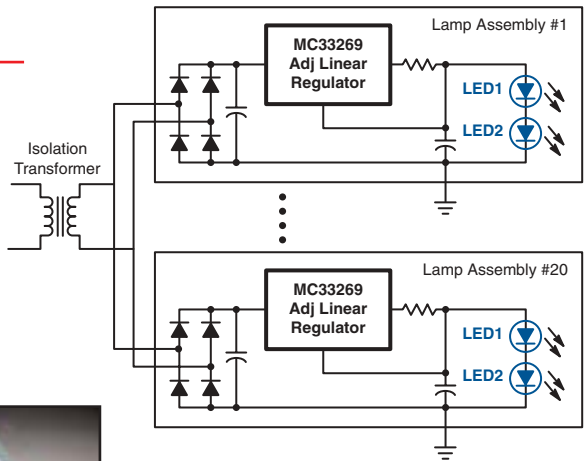 Lamp Assembly #1
MC33269
Adj Linear
Regulator
LED1
LED2
Isolation
Transformer
Lamp Assembly #20
MC33269
Adj Linear
Regulator
LED1
LED2